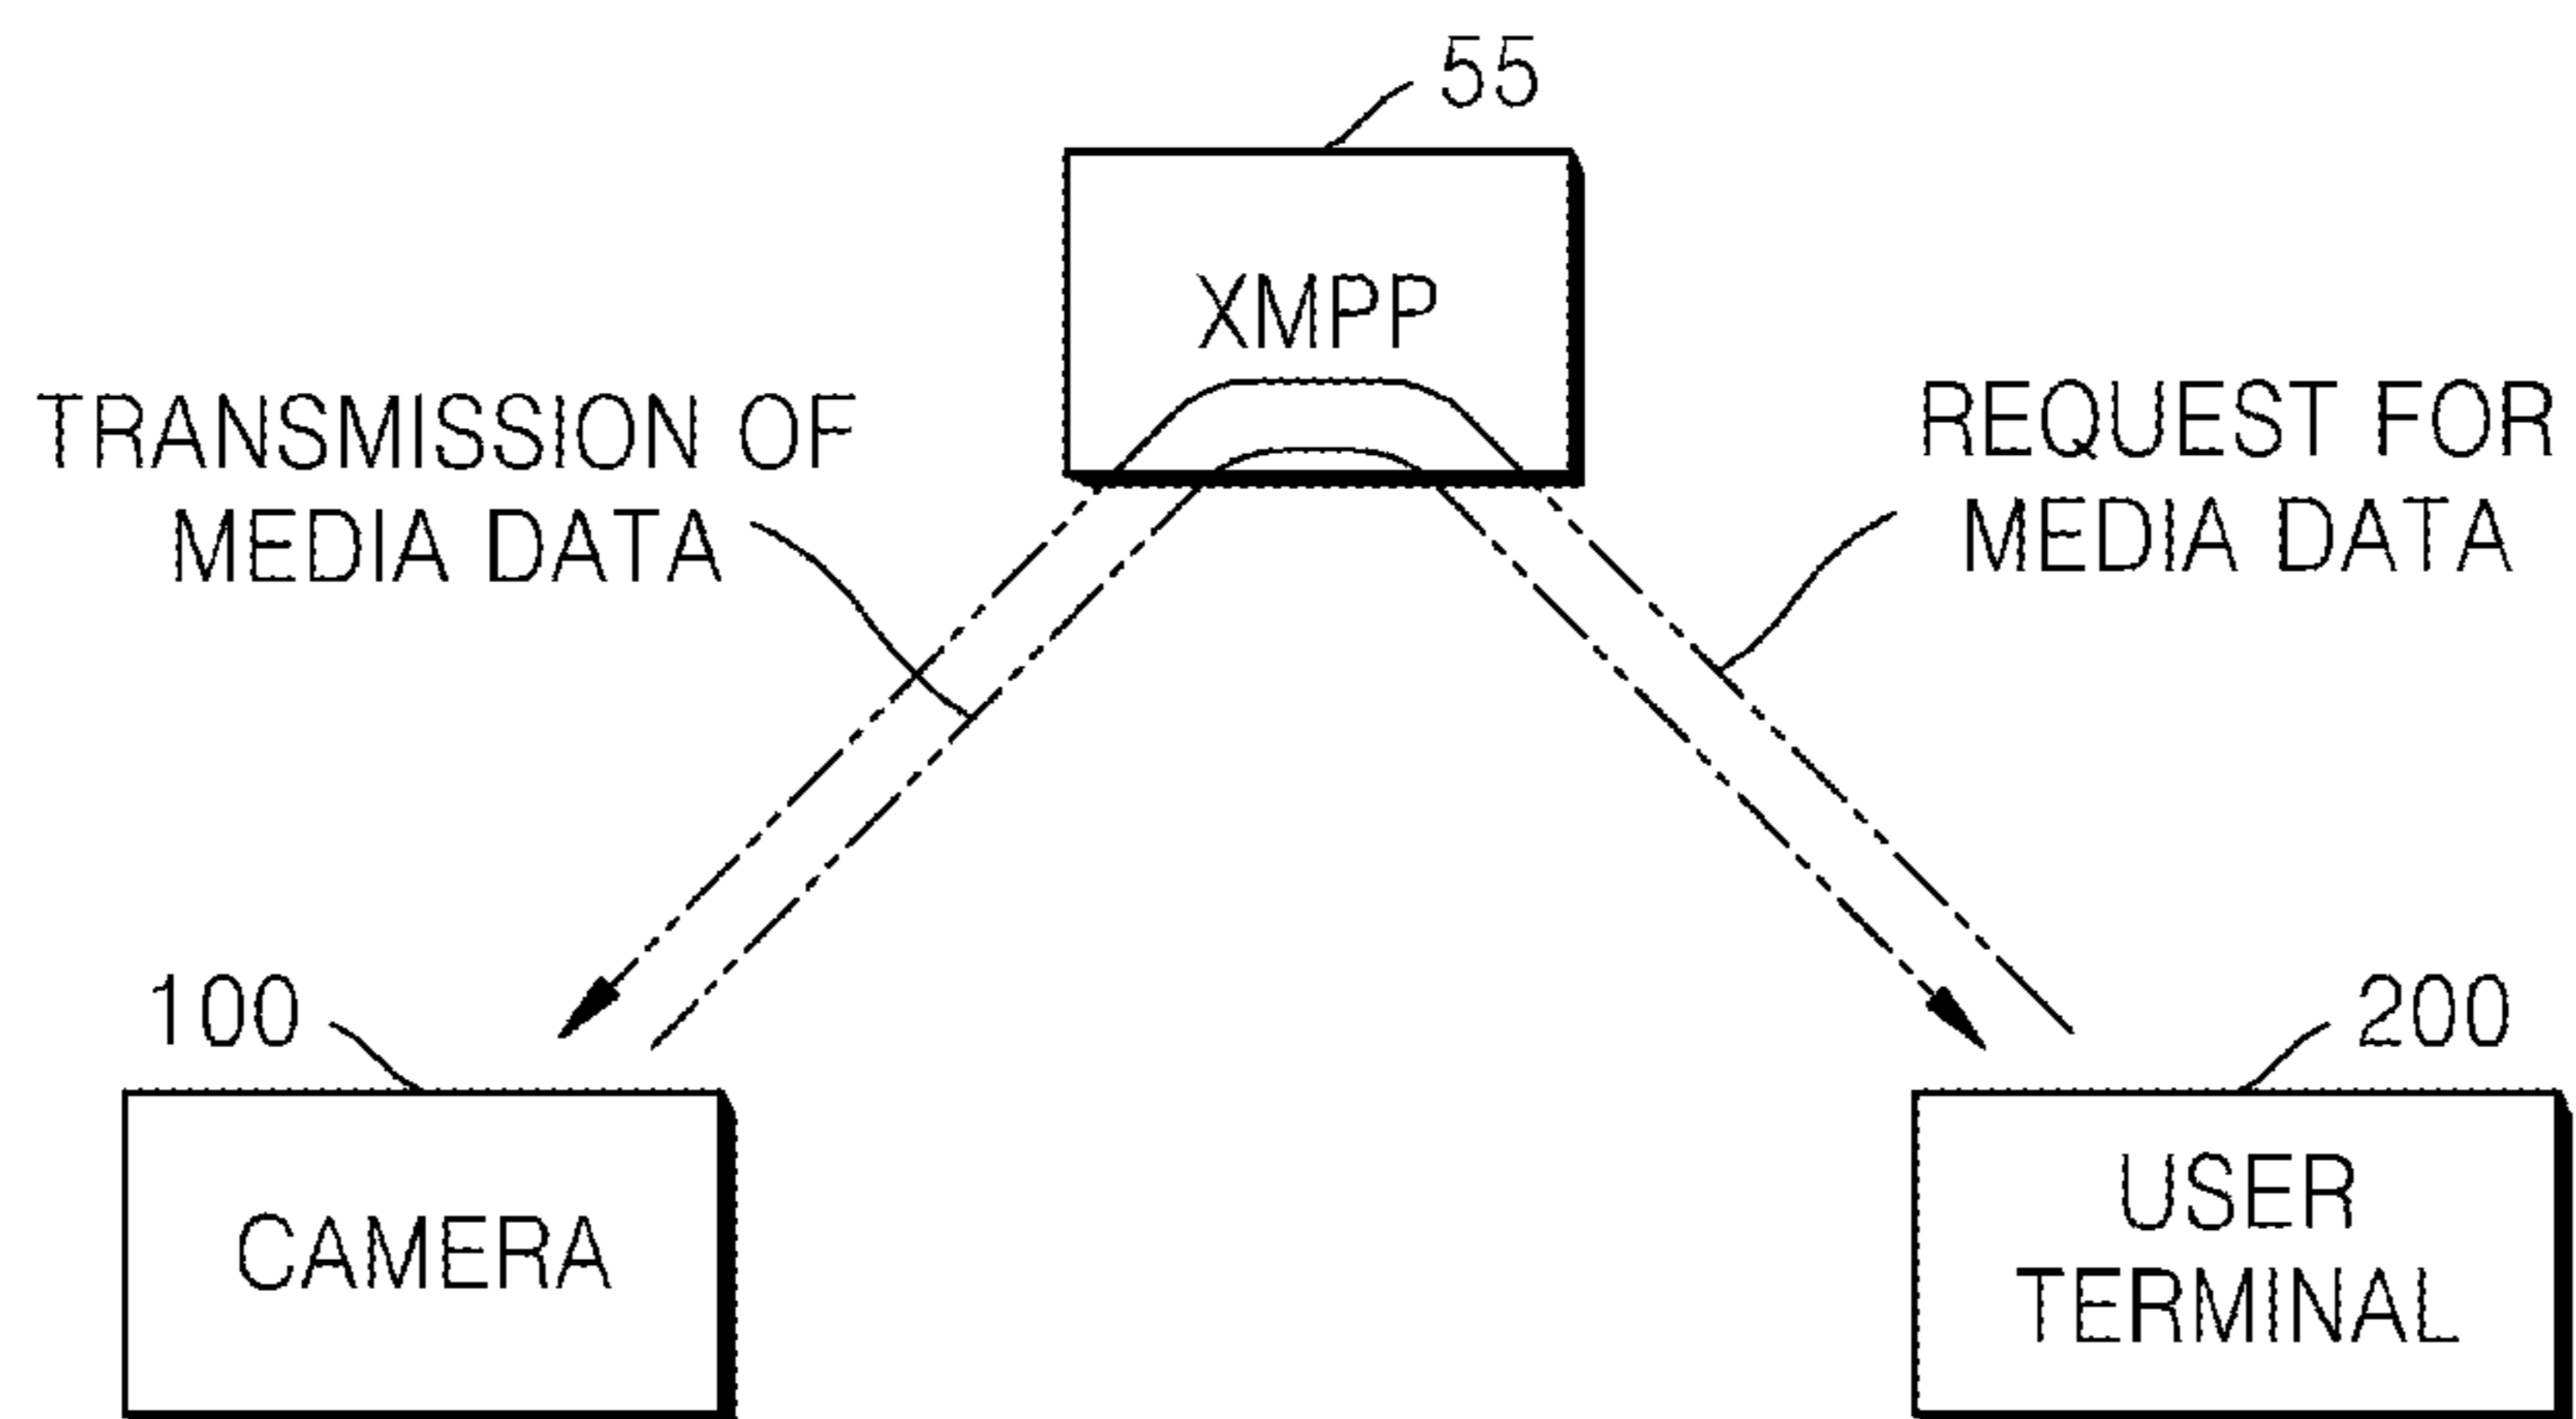 55
XMPP
TRANSMISSION OF
MEDIA DATA
REQUEST FOR
MEDIA DATA
100
CAMERA
200
USER
TERMINAL